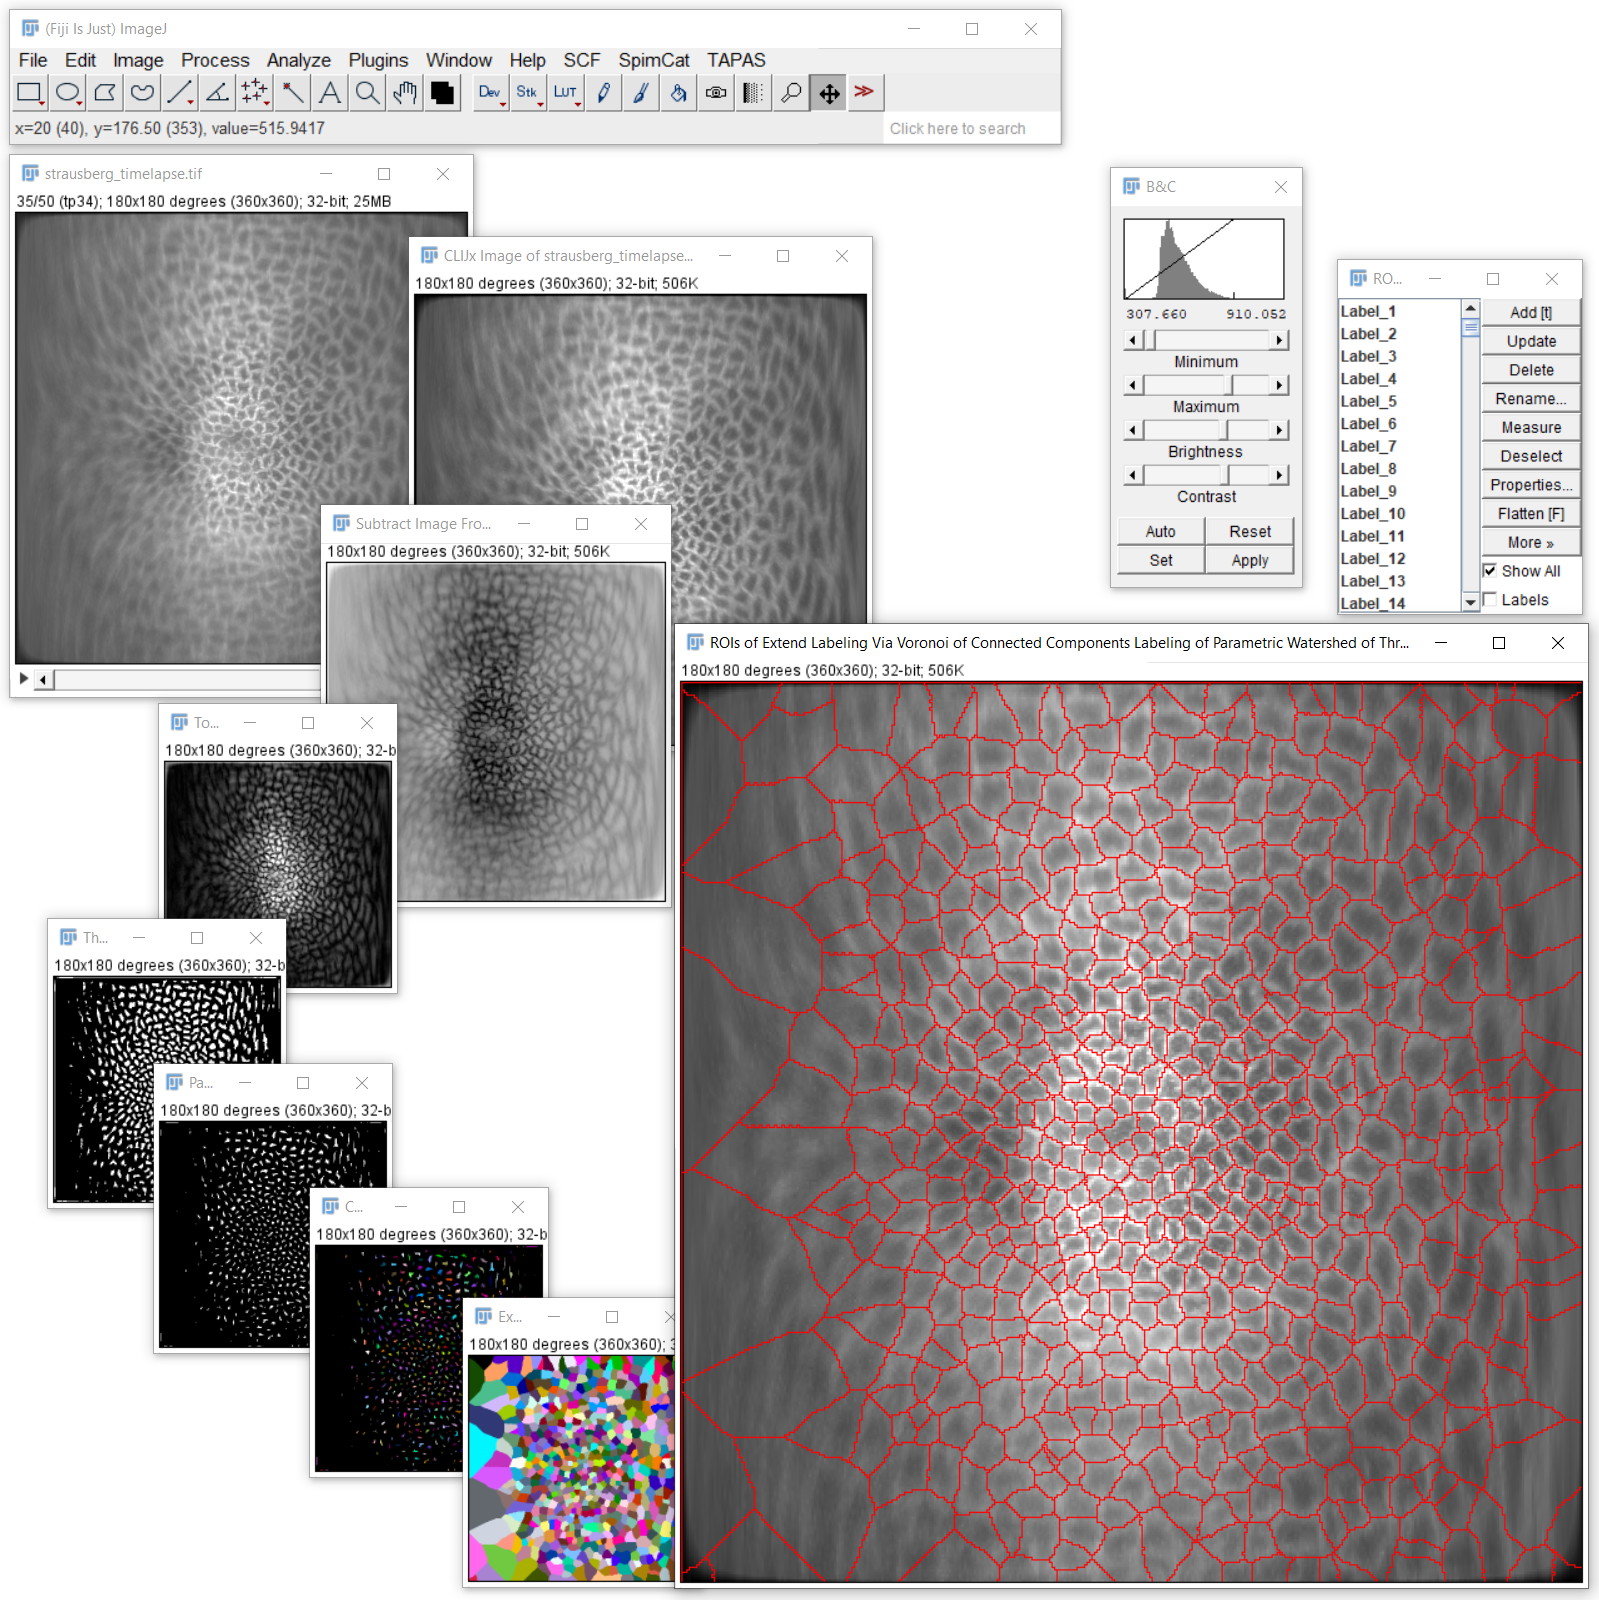 (Fiji Is Just) ImageJ
File Edit Image Process Analyze Plugins Window Help SCF SpimCat TAPAS
Dev Stk LUT
x=20 (40), y=176.50 (353), value=515.9417
Click here to search
strausberg_timelapse.tif
35/50 (tp34); 180x180 degrees (360x360); 32-bit; 25MB
CLIJx Image of strausberg_timelapse...
180x180 degrees (360x360); 32-bit; 506K
B&C
307.660 910.052
Minimum
Maximum
Brightness
Contrast
Auto Reset
Set Apply
RO...
Label_1
Label_2
Label_3
Label_4
Label_5
Label_6
Label_7
Label_8
Label_9
Label_10
Label_11
Label_12
Label_13
Label_14
Add [t]
Update
Delete
Rename...
Measure
Deselect
Properties...
Flatten [F]
More »
Show All
Labels
Subtract Image Fro...
180x180 degrees (360x360); 32-bit; 506K
ROIs of Extend Labeling Via Voronoi of Connected Components Labeling of Parametric Watershed of Thr...
180x180 degrees (360x360); 32-bit; 506K
To...
180x180 degrees (360x360); 32-b
Th...
180x180 degrees (360x360); 32-b
Pa...
180x180 degrees (360x360); 32-b
C...
180x180 degrees (360x360); 32-b
Ex...
180x180 degrees (360x360); 3